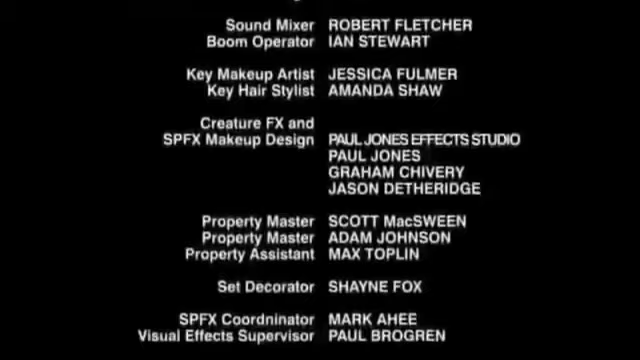 Sound Mixer ROBERT FLETCHER
Boom Operator IAN STEWART
Key Makeup Artist JESSICA FULMER
Key Hair Stylist AMANDA SHAW
Creature FX and
SPFX Makeup Design PAUL JONES EFFECTS STUDIO
PAUL JONES
GRAHAM CHIVERY
JASON DETHERIDGE
Property Master SCOTT MacSWEEN
Property Master ADAM JOHNSON
Property Assistant MAX TOPLIN
Set Decorator SHAYNE FOX
SPFX Coordninator MARK AHEE
Visual Effects Supervisor PAUL BROGREN